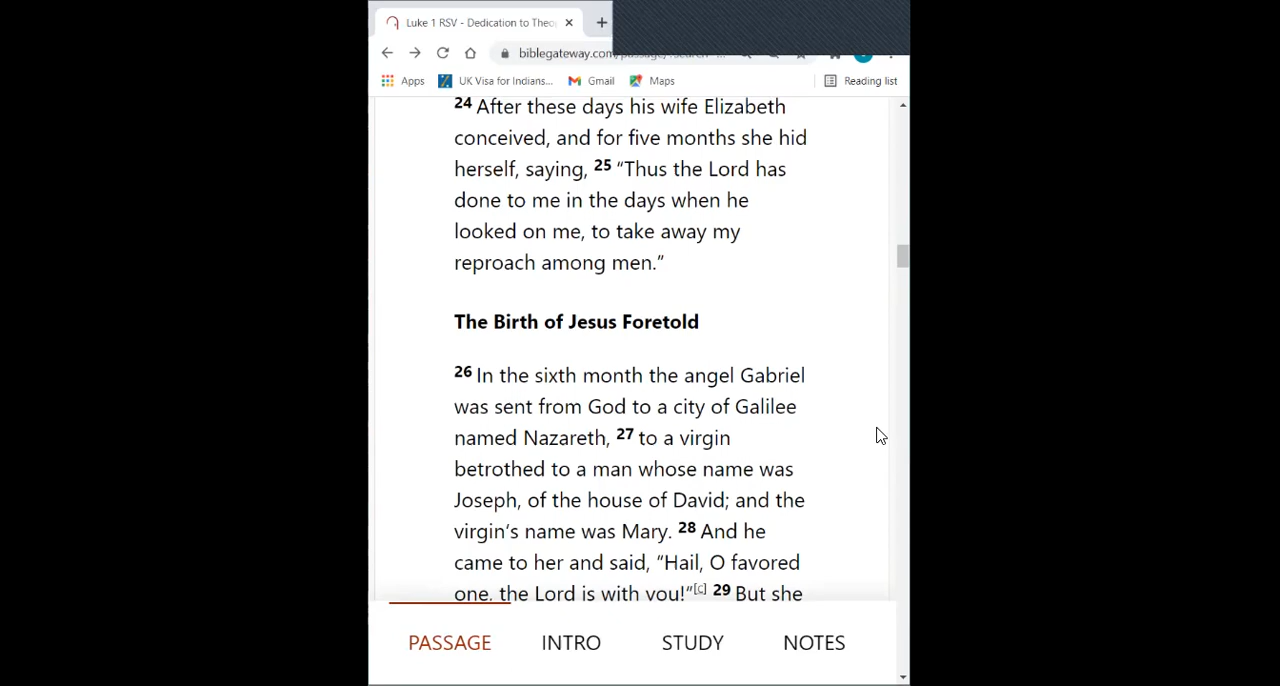 Luke 1 RSV - Dedication to Theo
biblegateway.com/passage/?search
Apps UK Visa for Indians... Gmail Maps Reading list
24 After these days his wife Elizabeth
conceived, and for five months she hid
herself, saying, 25 “Thus the Lord has
done to me in the days when he
looked on me, to take away my
reproach among men.”
The Birth of Jesus Foretold
26 In the sixth month the angel Gabriel
was sent from God to a city of Galilee
named Nazareth, 27 to a virgin
betrothed to a man whose name was
Joseph, of the house of David; and the
virgin’s name was Mary. 28 And he
came to her and said, “Hail, O favored
one, the Lord is with you!”[c] 29 But she
PASSAGE INTRO STUDY NOTES